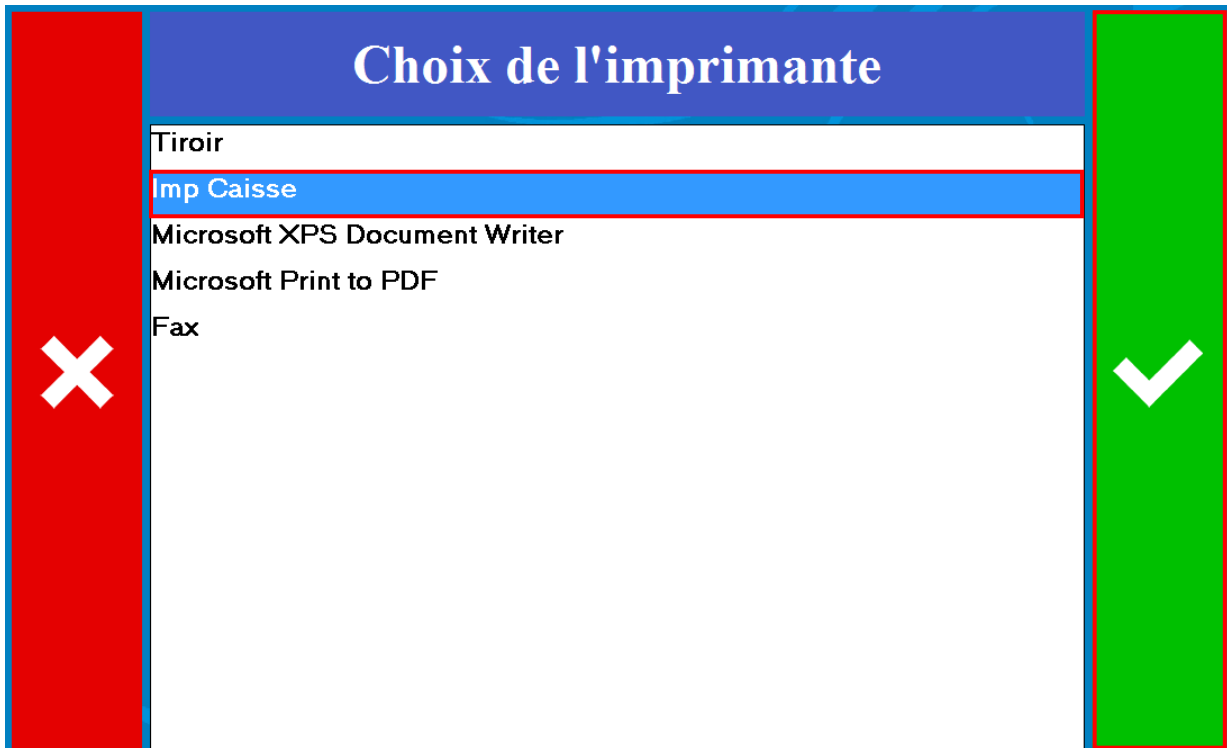 Choix de l'imprimante
Tiroir
Imp Caisse
Microsoft XPS Document Writer
Microsoft Print to PDF
Fax